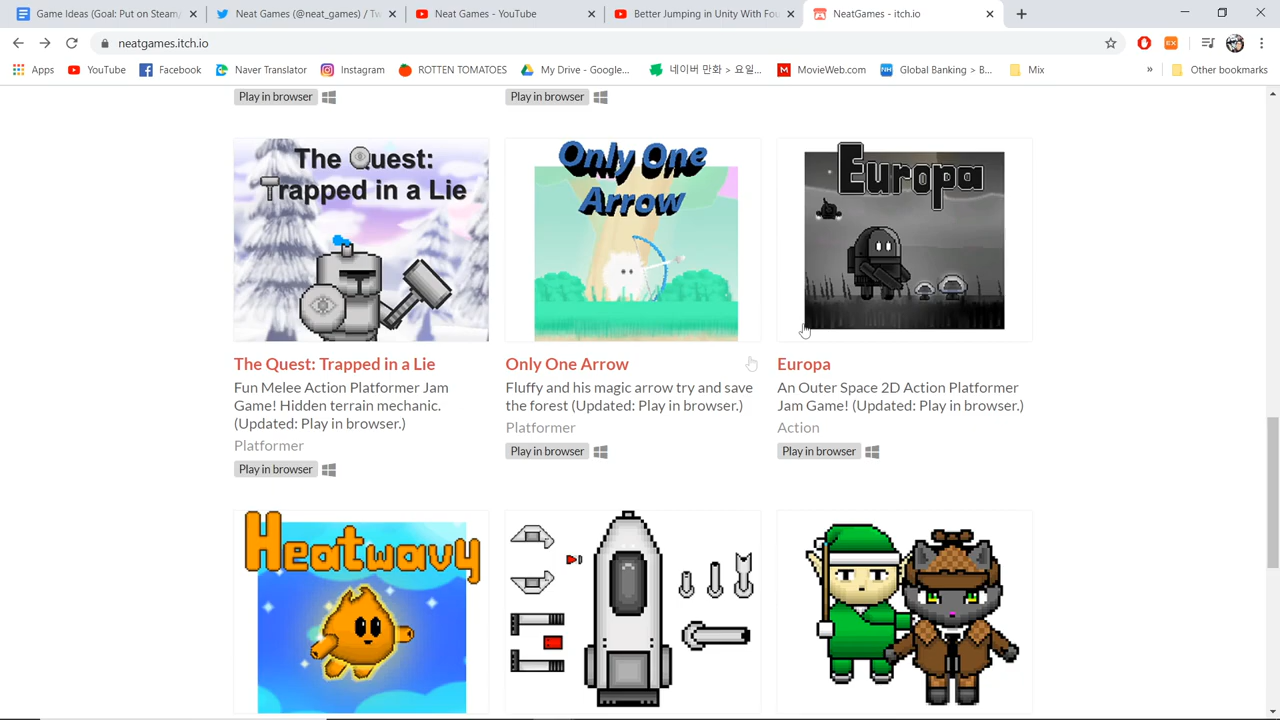 Game Ideas (Goal: Put on Steam)
Neat Games (@neat_games) / Tw
Neat Games - YouTube
Better Jumping in Unity With Fou
NeatGames - itch.io
neatgames.itch.io
Apps
YouTube
Facebook
Naver Translator
Instagram
ROTTEN TOMATOES
My Drive - Google...
네이버 만화 > 요일...
MovieWeb.com
Global Banking > B...
Mix
»
Other bookmarks
Play in browser
Play in browser
The Quest:
Trapped in a Lie
Only One
Arrow
Europa
The Quest: Trapped in a Lie
Fun Melee Action Platformer Jam
Game! Hidden terrain mechanic.
(Updated: Play in browser.)
Platformer
Play in browser
Only One Arrow
Fluffy and his magic arrow try and save
the forest (Updated: Play in browser.)
Platformer
Play in browser
Europa
An Outer Space 2D Action Platformer
Jam Game! (Updated: Play in browser.)
Action
Play in browser
Heatwavy